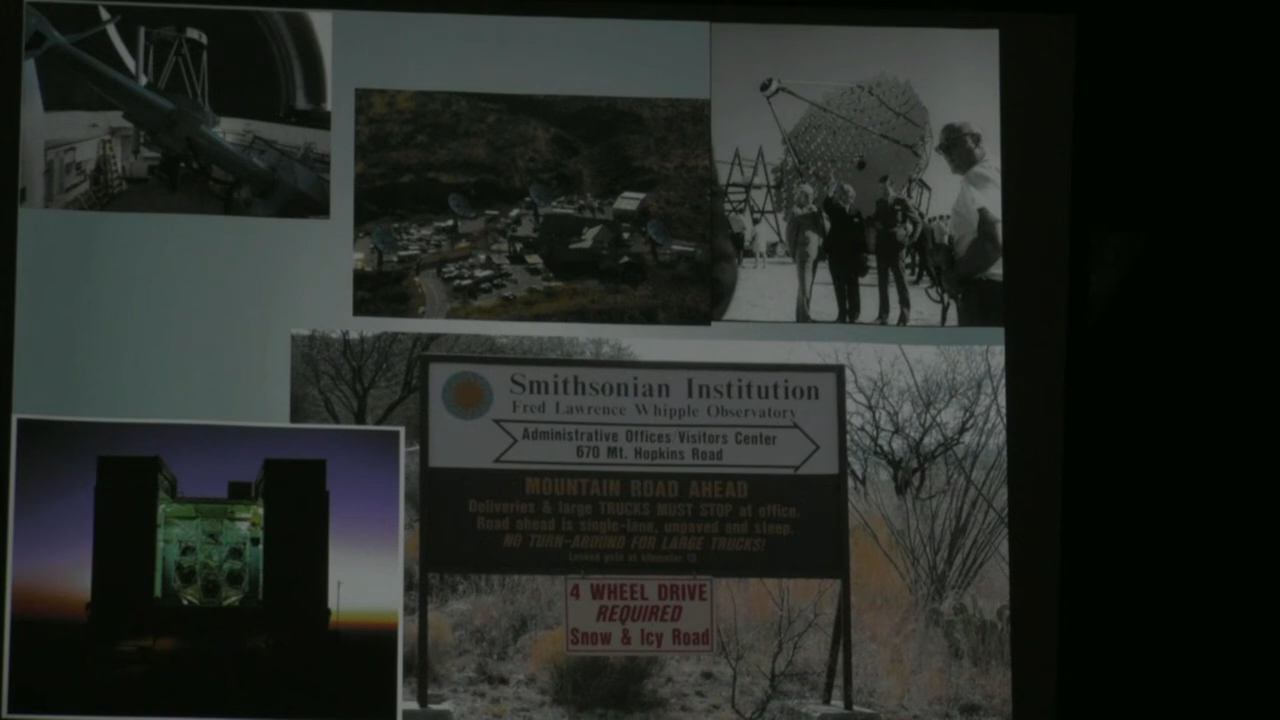 Smithsonian Institution
Fred Lawrence Whipple Observatory
Administrative Offices/Visitors Center
670 Mt. Hopkins Road
MOUNTAIN ROAD AHEAD
Deliveries & large TRUCKS MUST STOP at office.
Road ahead is single-lane, unpaved and steep.
NO TURN-AROUND FOR LARGE TRUCKS!
4 WHEEL DRIVE
REQUIRED
Snow & Icy Road